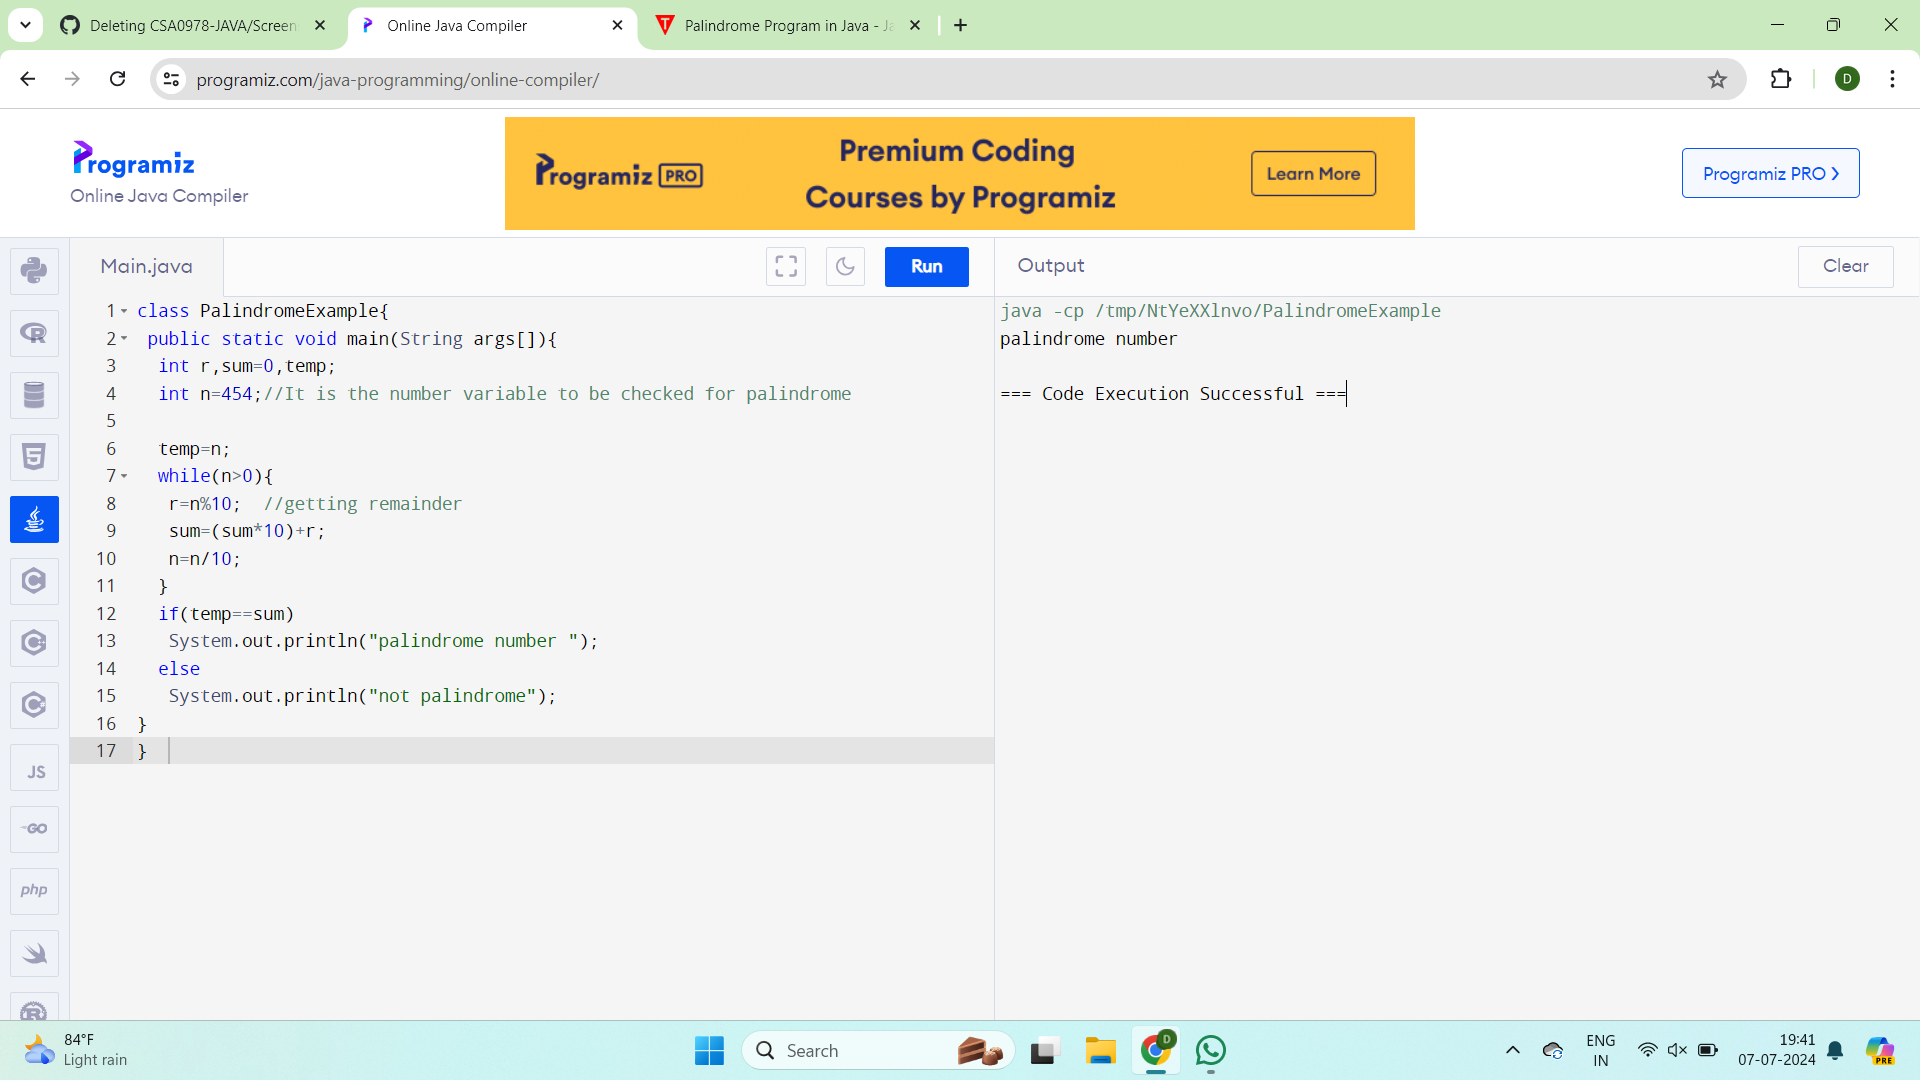 Deleting CSA0978-JAVA/Screen
Online Java Compiler
Palindrome Program in Java - Ja
programiz.com/java-programming/online-compiler/
D
Programiz
Online Java Compiler
Programiz PRO
Premium Coding
Courses by Programiz
Learn More
Programiz PRO
Main.java
Run
Output
Clear
1 class PalindromeExample{
2 public static void main(String args[]){
3 int r,sum=0,temp;
4 int n=454;//It is the number variable to be checked for palindrome
5
6 temp=n;
7 while(n>0){
8 r=n%10;  //getting remainder
9 sum=(sum*10)+r;
10 n=n/10;
11 }
12 if(temp==sum)
13 System.out.println("palindrome number ");
14 else
15 System.out.println("not palindrome");
16 }
17 }
java -cp /tmp/NtYeXXlnvo/PalindromeExample
palindrome number
=== Code Execution Successful ===
JS
GO
php
84°F
Light rain
Search
D
ENG
IN
19:41
07-07-2024
PRE